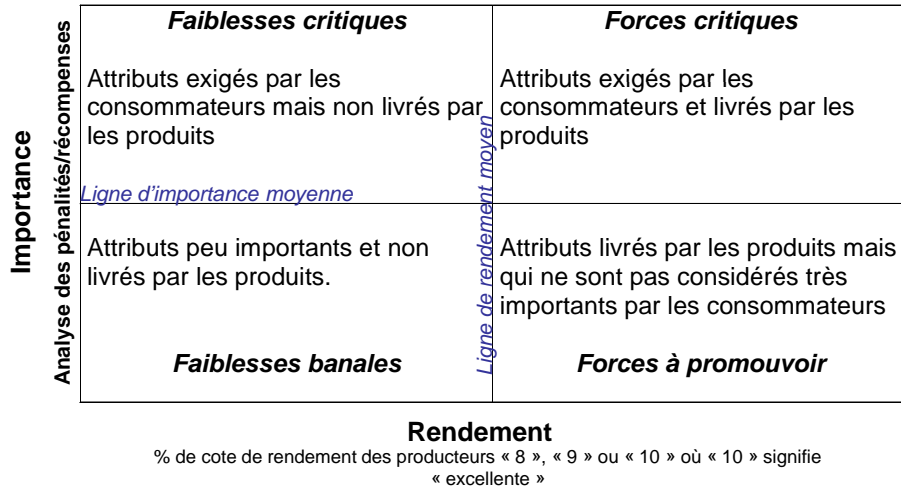 Faiblesses critiques
Attributs exigés par les
consommateurs mais non livrés par
les produits
Forces critiques
Attributs exigés par les
consommateurs et livrés par les
produits
Importance
Analyse des pénalités/récompenses
Ligne d'importance moyenne
Ligne de rendement moyen
Attributs peu importants et non
livrés par les produits.
Faiblesses banales
Attributs livrés par les produits mais
qui ne sont pas considérés très
importants par les consommateurs
Forces à promouvoir
Rendement
% de cote de rendement des producteurs « 8 », « 9 » ou « 10 » où « 10 » signifie
« excellente »